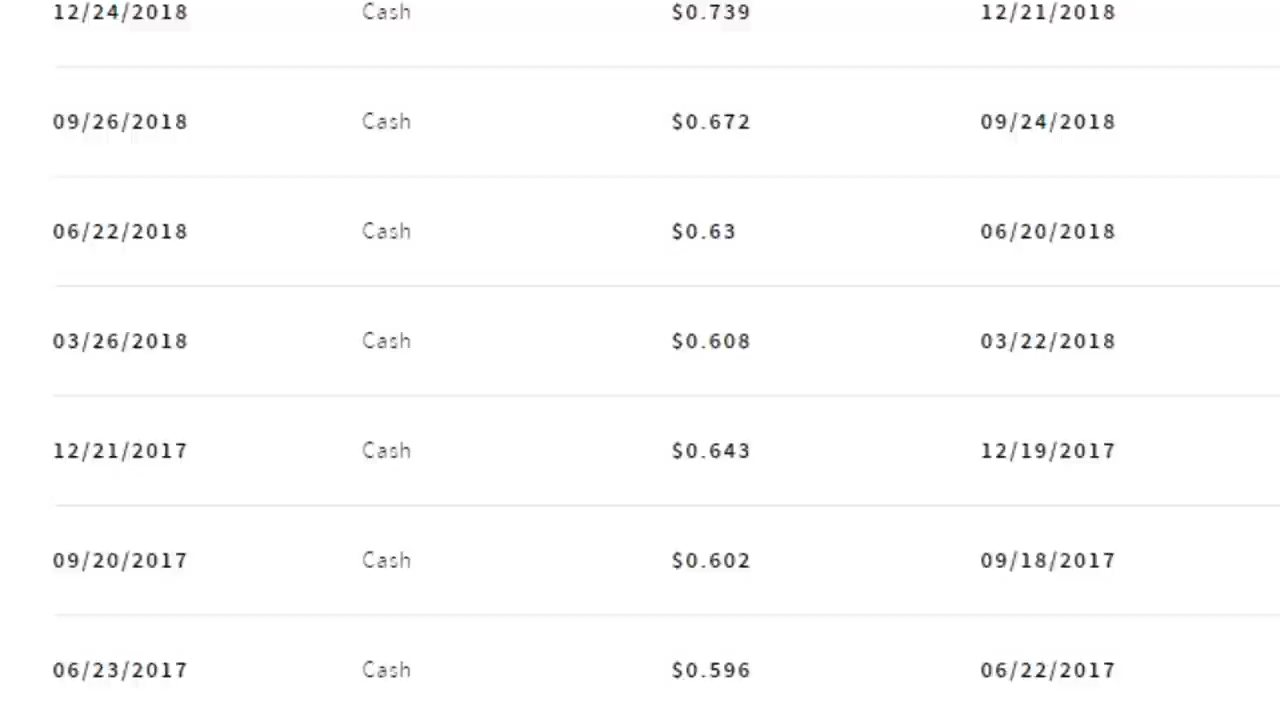 12/24/2018 Cash $0.739 12/21/2018
09/26/2018 Cash $0.672 09/24/2018
06/22/2018 Cash $0.63 06/20/2018
03/26/2018 Cash $0.608 03/22/2018
12/21/2017 Cash $0.643 12/19/2017
09/20/2017 Cash $0.602 09/18/2017
06/23/2017 Cash $0.596 06/22/2017